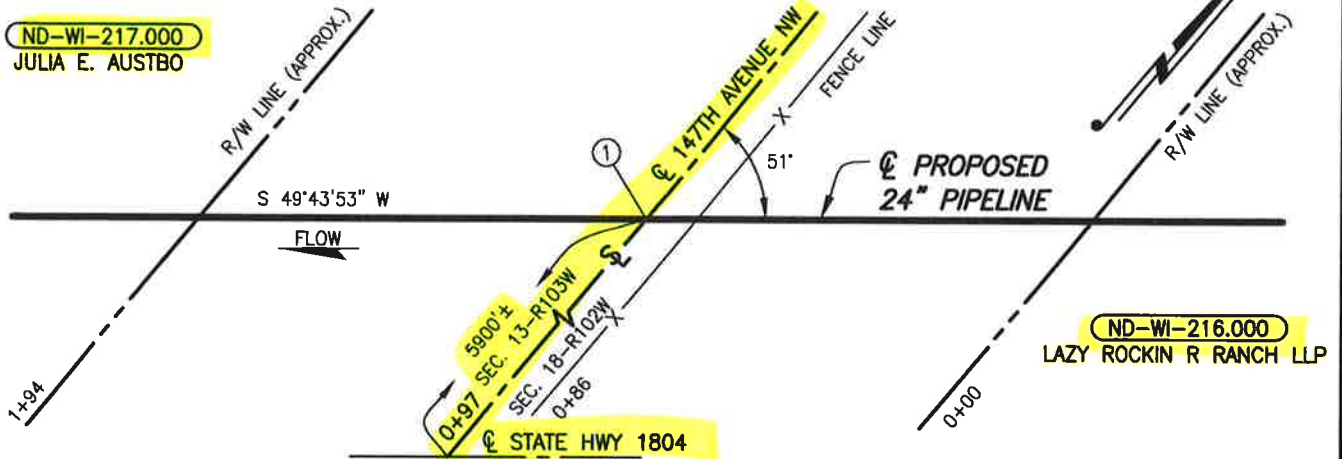 ND-WI-217.000
JULIA E. AUSTBO
R/W LINE (APPROX.)
℄ 147TH AVENUE NW
FENCE LINE
X
R/W LINE (APPROX.)
1
51°
℄ PROPOSED
24" PIPELINE
S 49°43'53" W
FLOW
SL
5900'±
SEC. 13-R103W
SEC. 18-R102W
X
ND-WI-216.000
LAZY ROCKIN R RANCH LLP
1+94
0+97
0+86
0+00
℄ STATE HWY 1804